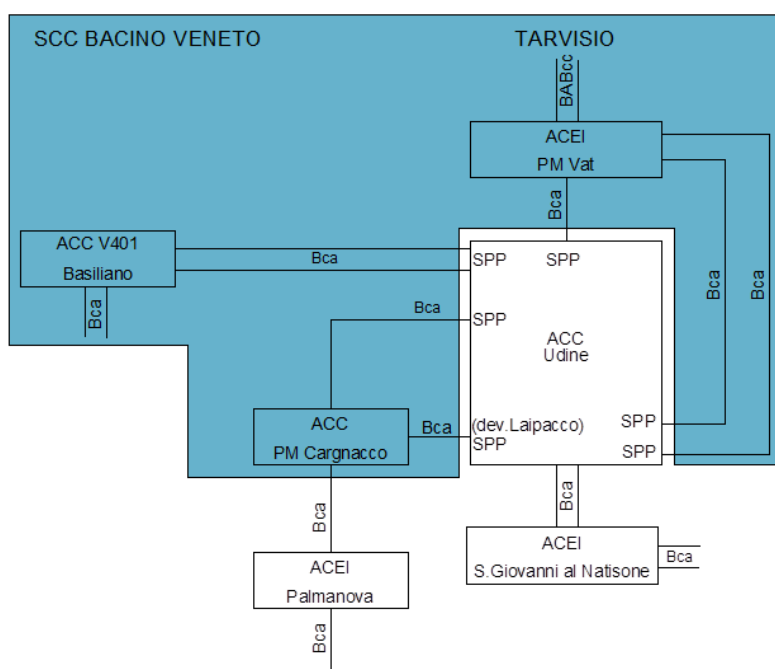 SCC BACINO VENETO
TARVISIO
BABcc
ACEI
PM Vat
Bca
ACC V401
Basiliano
Bca
Bca
SPP
SPP
Bca
Bca
Bca
SPP
ACC
Udine
ACC
PM Cargnacco
Bca
(dev.Laipacco)
SPP
SPP
SPP
Bca
Bca
ACEI
S.Giovanni al Natisone
Bca
ACEI
Palmanova
Bca